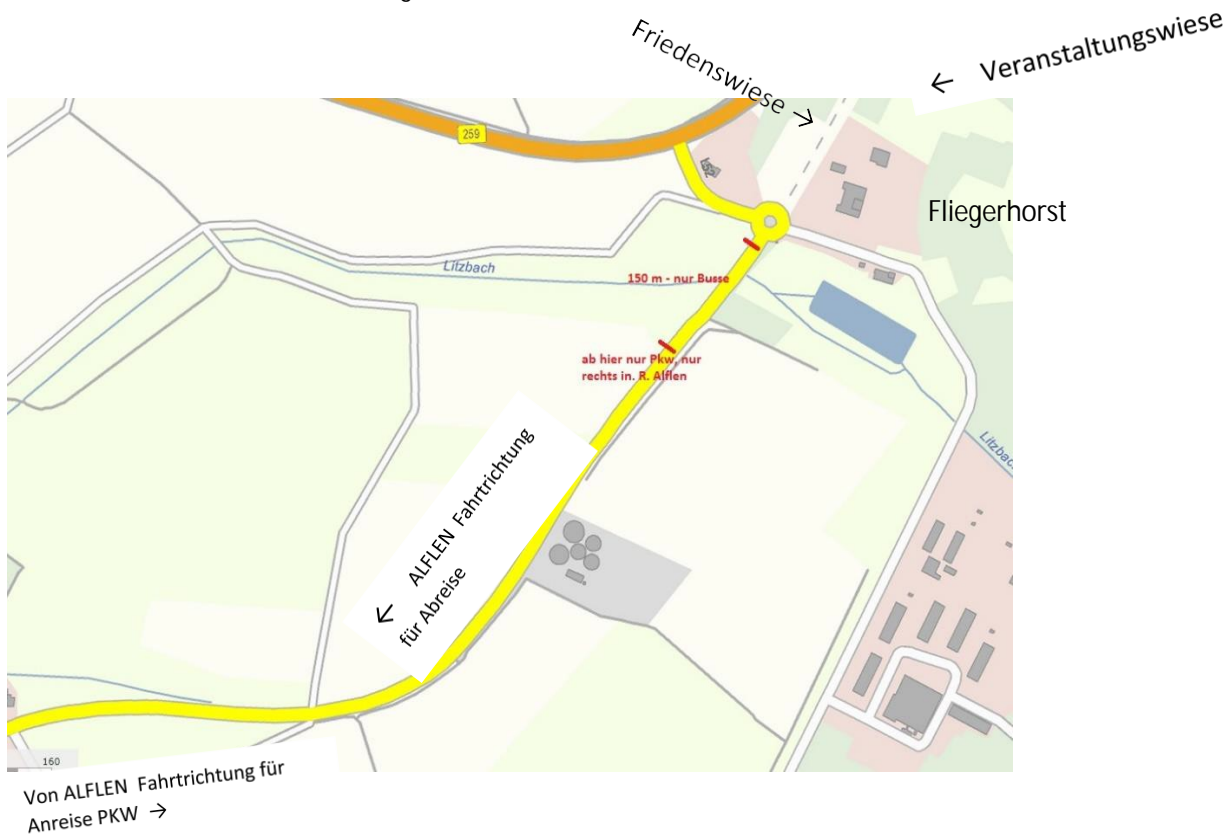 g
Friedenswiese →
← Veranstaltungswiese
259
Fliegerhorst
Litzbach
150 m - nur Busse
ab hier nur Pkw, nur
rechts in. R. Alflen
Litzbach
← ALFLEN Fahrtrichtung
für Abreise
160
Von ALFLEN Fahrtrichtung für
Anreise PKW →